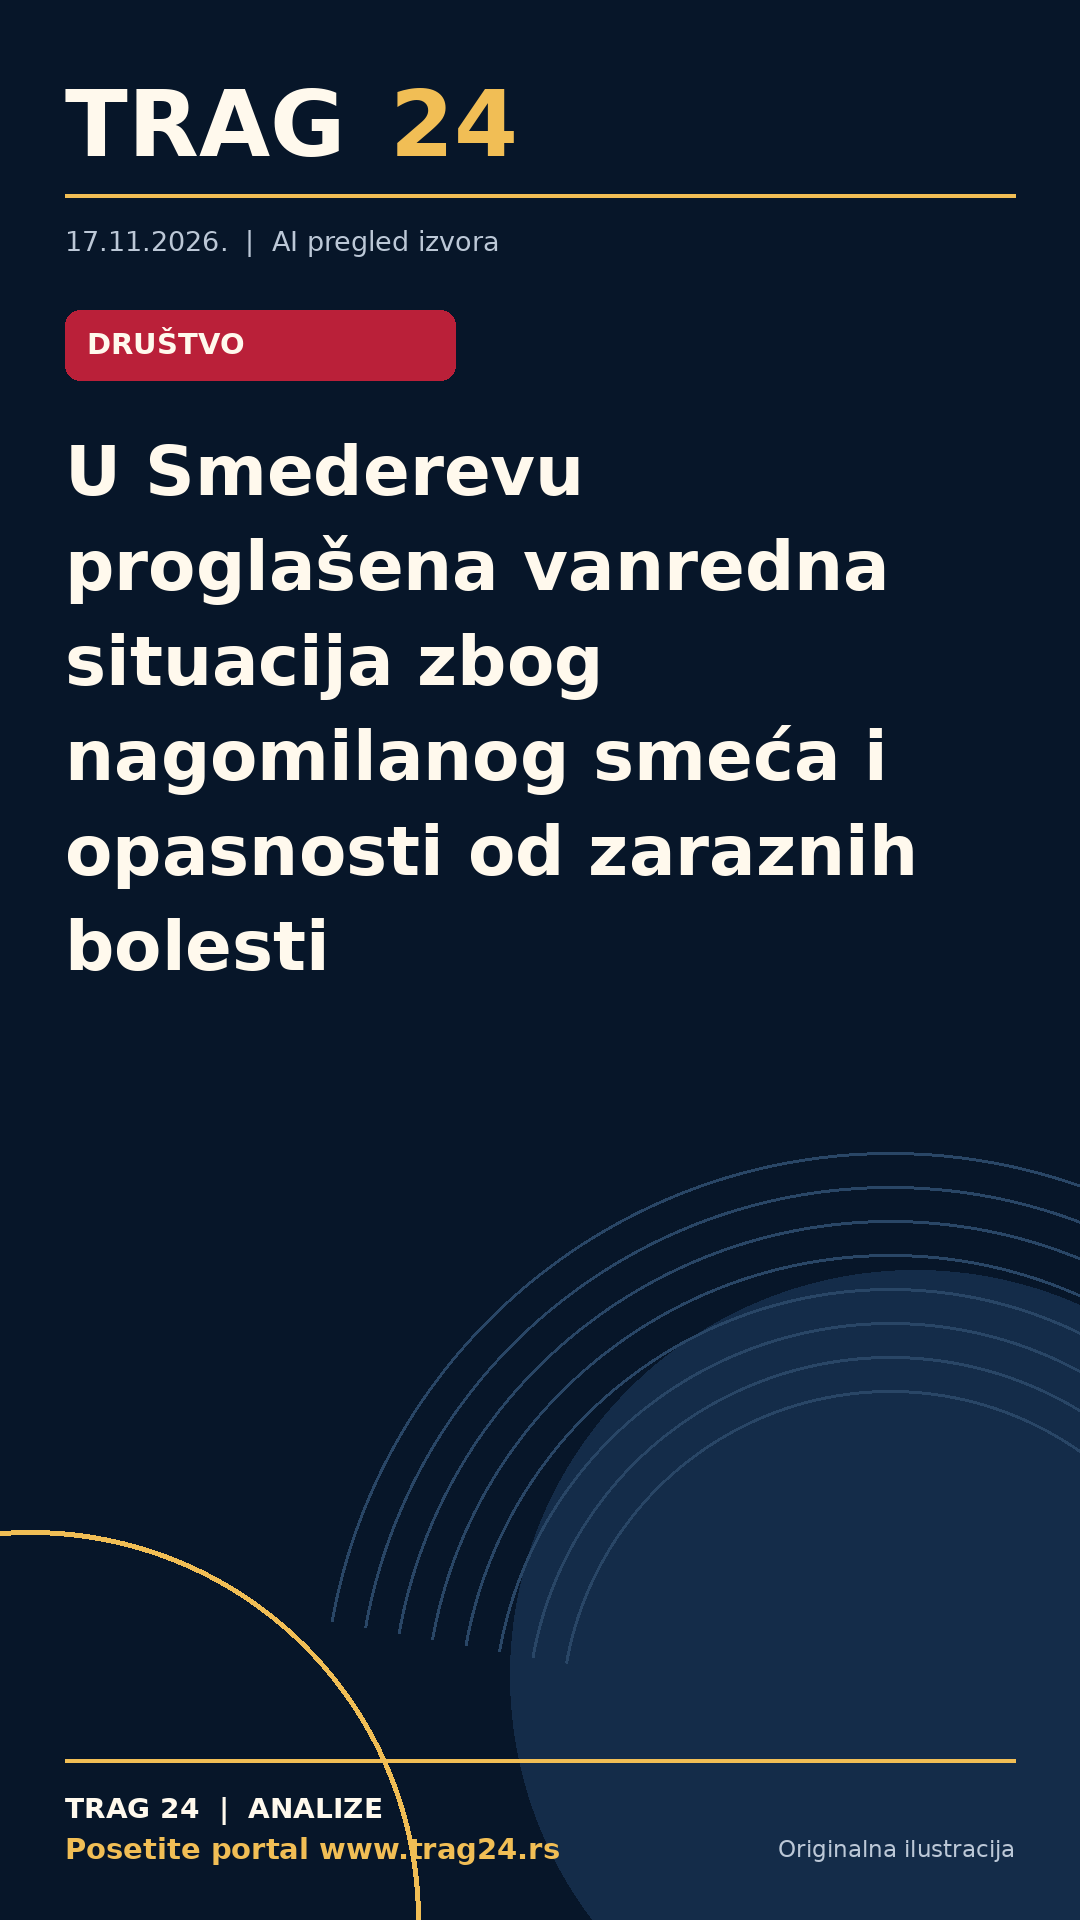 TRAG 24
17.11.2026. | AI pregled izvora
DRUŠTVO
U Smederevu
proglašena vanredna
situacija zbog
nagomilanog smeća i
opasnosti od zaraznih
bolesti
TRAG 24 | ANALIZE
Posetite portal www.trag24.rs
Originalna ilustracija